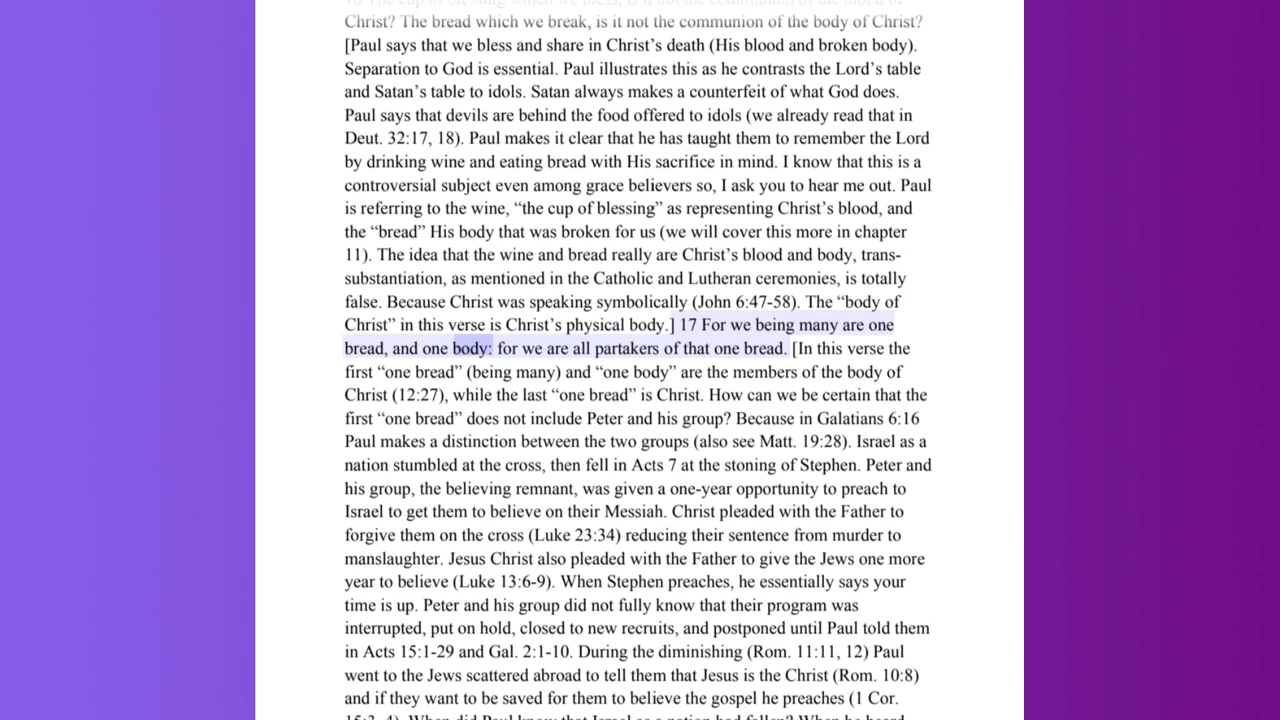 Christ? The bread which we break, is it not the communion of the body of Christ?
[Paul says that we bless and share in Christ’s death (His blood and broken body).
Separation to God is essential. Paul illustrates this as he contrasts the Lord’s table
and Satan’s table to idols. Satan always makes a counterfeit of what God does.
Paul says that devils are behind the food offered to idols (we already read that in
Deut. 32:17, 18). Paul makes it clear that he has taught them to remember the Lord
by drinking wine and eating bread with His sacrifice in mind. I know that this is a
controversial subject even among grace believers so, I ask you to hear me out. Paul
is referring to the wine, “the cup of blessing” as representing Christ’s blood, and
the “bread” His body that was broken for us (we will cover this more in chapter
11). The idea that the wine and bread really are Christ’s blood and body, trans-
substantiation, as mentioned in the Catholic and Lutheran ceremonies, is totally
false. Because Christ was speaking symbolically (John 6:47-58). The “body of
Christ” in this verse is Christ’s physical body.] 17 For we being many are one
bread, and one body: for we are all partakers of that one bread. [In this verse the
first “one bread” (being many) and “one body” are the members of the body of
Christ (12:27), while the last “one bread” is Christ. How can we be certain that the
first “one bread” does not include Peter and his group? Because in Galatians 6:16
Paul makes a distinction between the two groups (also see Matt. 19:28). Israel as a
nation stumbled at the cross, then fell in Acts 7 at the stoning of Stephen. Peter and
his group, the believing remnant, was given a one-year opportunity to preach to
Israel to get them to believe on their Messiah. Christ pleaded with the Father to
forgive them on the cross (Luke 23:34) reducing their sentence from murder to
manslaughter. Jesus Christ also pleaded with the Father to give the Jews one more
year to believe (Luke 13:6-9). When Stephen preaches, he essentially says your
time is up. Peter and his group did not fully know that their program was
interrupted, put on hold, closed to new recruits, and postponed until Paul told them
in Acts 15:1-29 and Gal. 2:1-10. During the diminishing (Rom. 11:11, 12) Paul
went to the Jews scattered abroad to tell them that Jesus is the Christ (Rom. 10:8)
and if they want to be saved for them to believe the gospel he preaches (1 Cor.